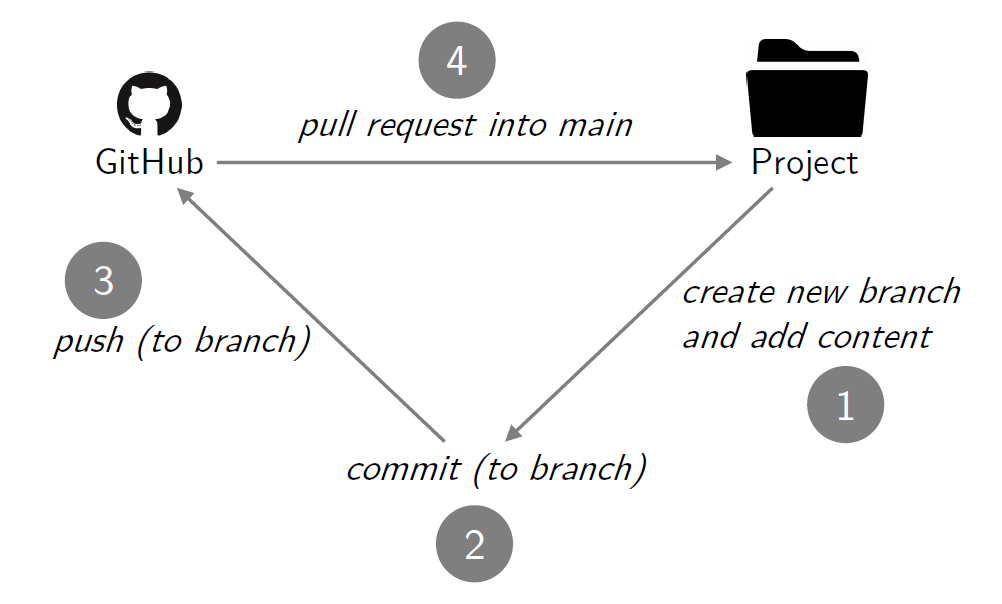 4
pull request into main
GitHub
Project
3
push (to branch)
create new branch
and add content
1
commit (to branch)
2